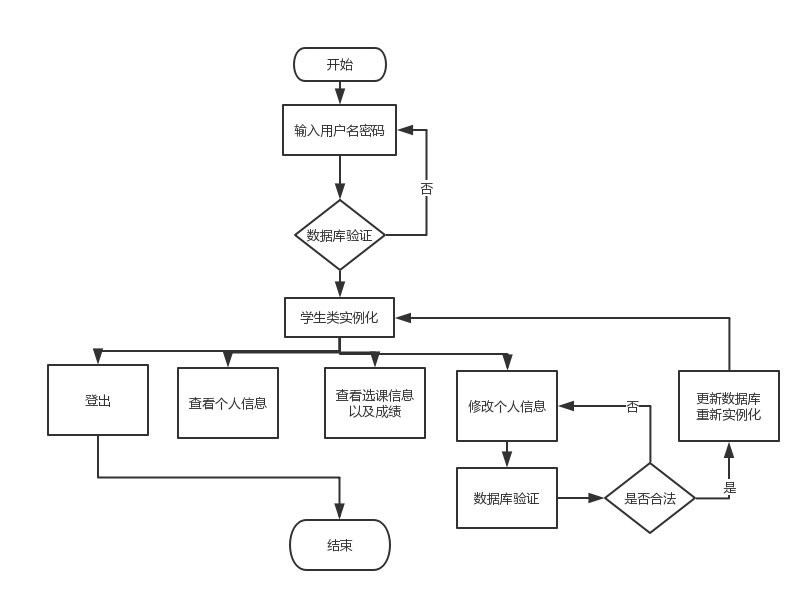 开始
输入用户名密码
否
数据库验证
学生类实例化
登出
查看个人信息
查看选课信息
以及成绩
修改个人信息
否
更新数据库
重新实例化
数据库验证
是否合法
是
结束